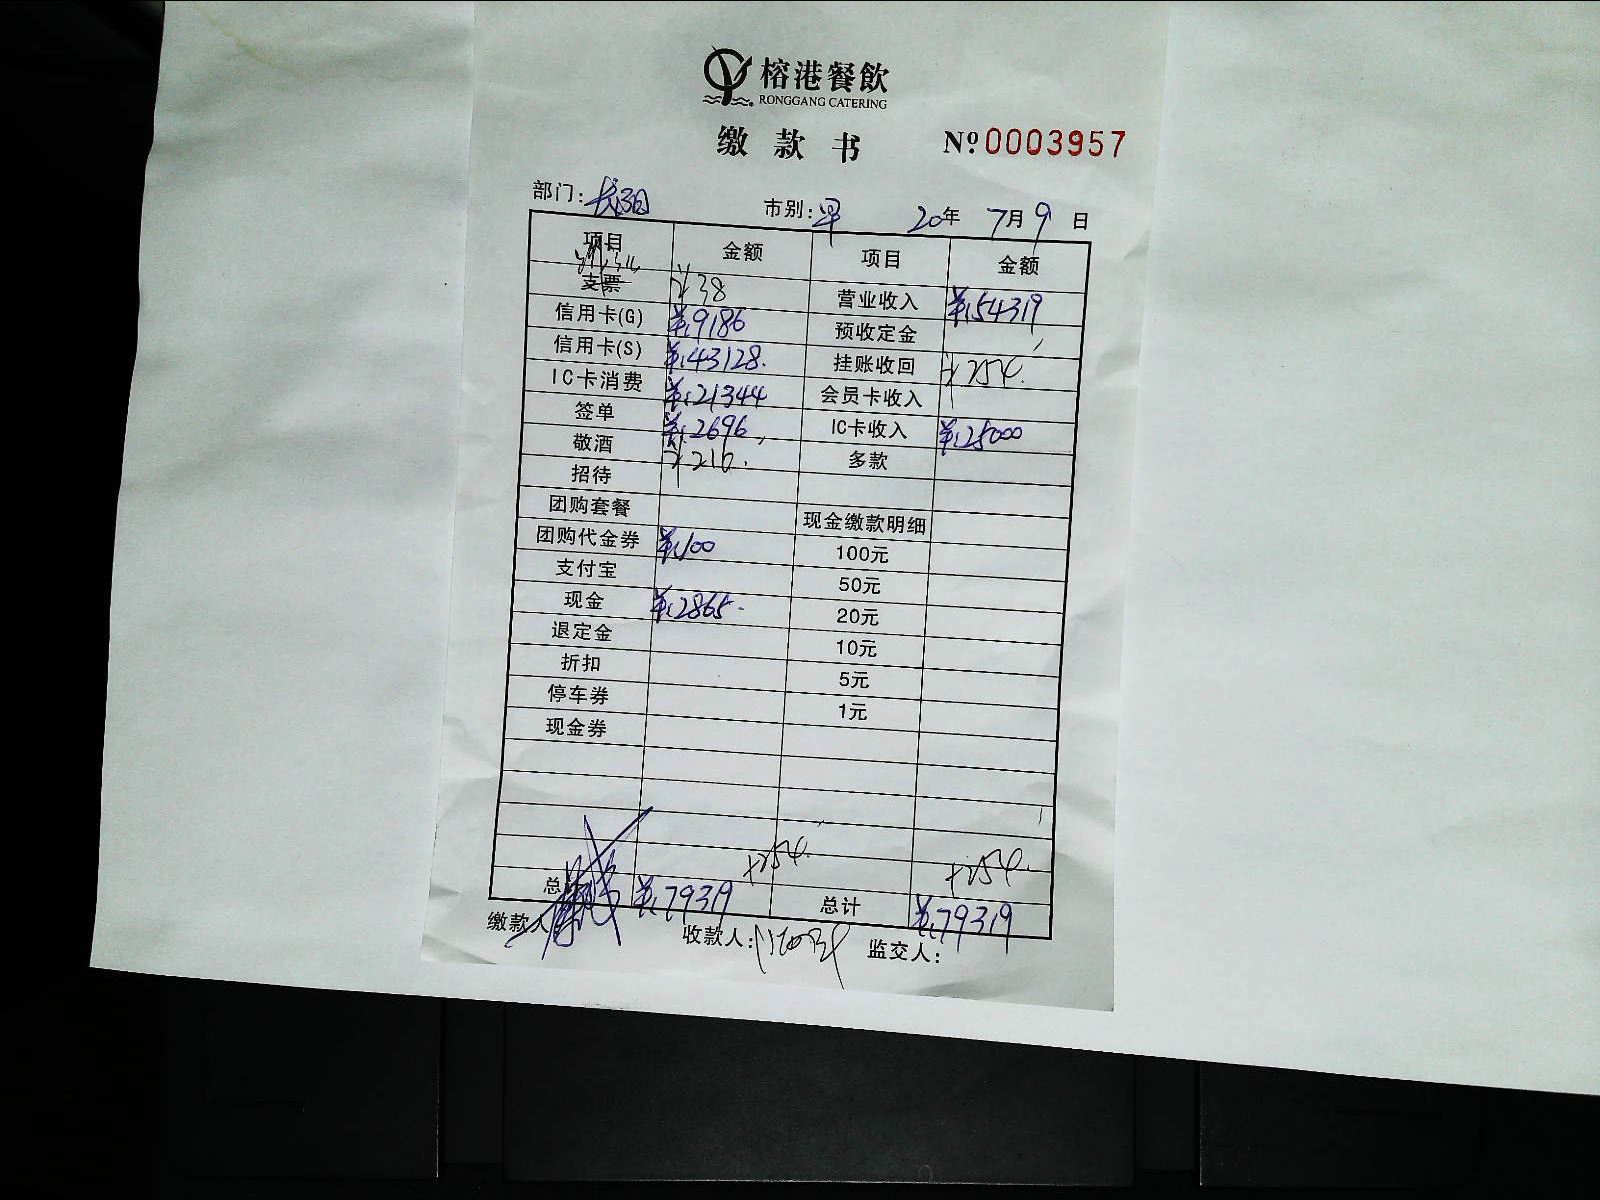 榕港餐飲
RONGGANG CATERING
缴款书 Nº 0003957
部门: 市别: 早 20年 7月9日
项目 金额 项目 金额
支票 ¥38 营业收入 ¥54319
信用卡(G) ¥9186 预收定金
信用卡(S) ¥43128. 挂账收回 ¥254.
IC卡消费 ¥21344 会员卡收入
签单 ¥2696 IC卡收入 ¥25000
敬酒 ¥216. 多款
招待
团购套餐 现金缴款明细
团购代金券 ¥100 100元
支付宝 50元
现金 ¥2865. 20元
退定金 10元
折扣 5元
停车券 1元
现金券
+254. +254.
总 ¥79319 总计 ¥79319
缴款人 收款人: 监交人: